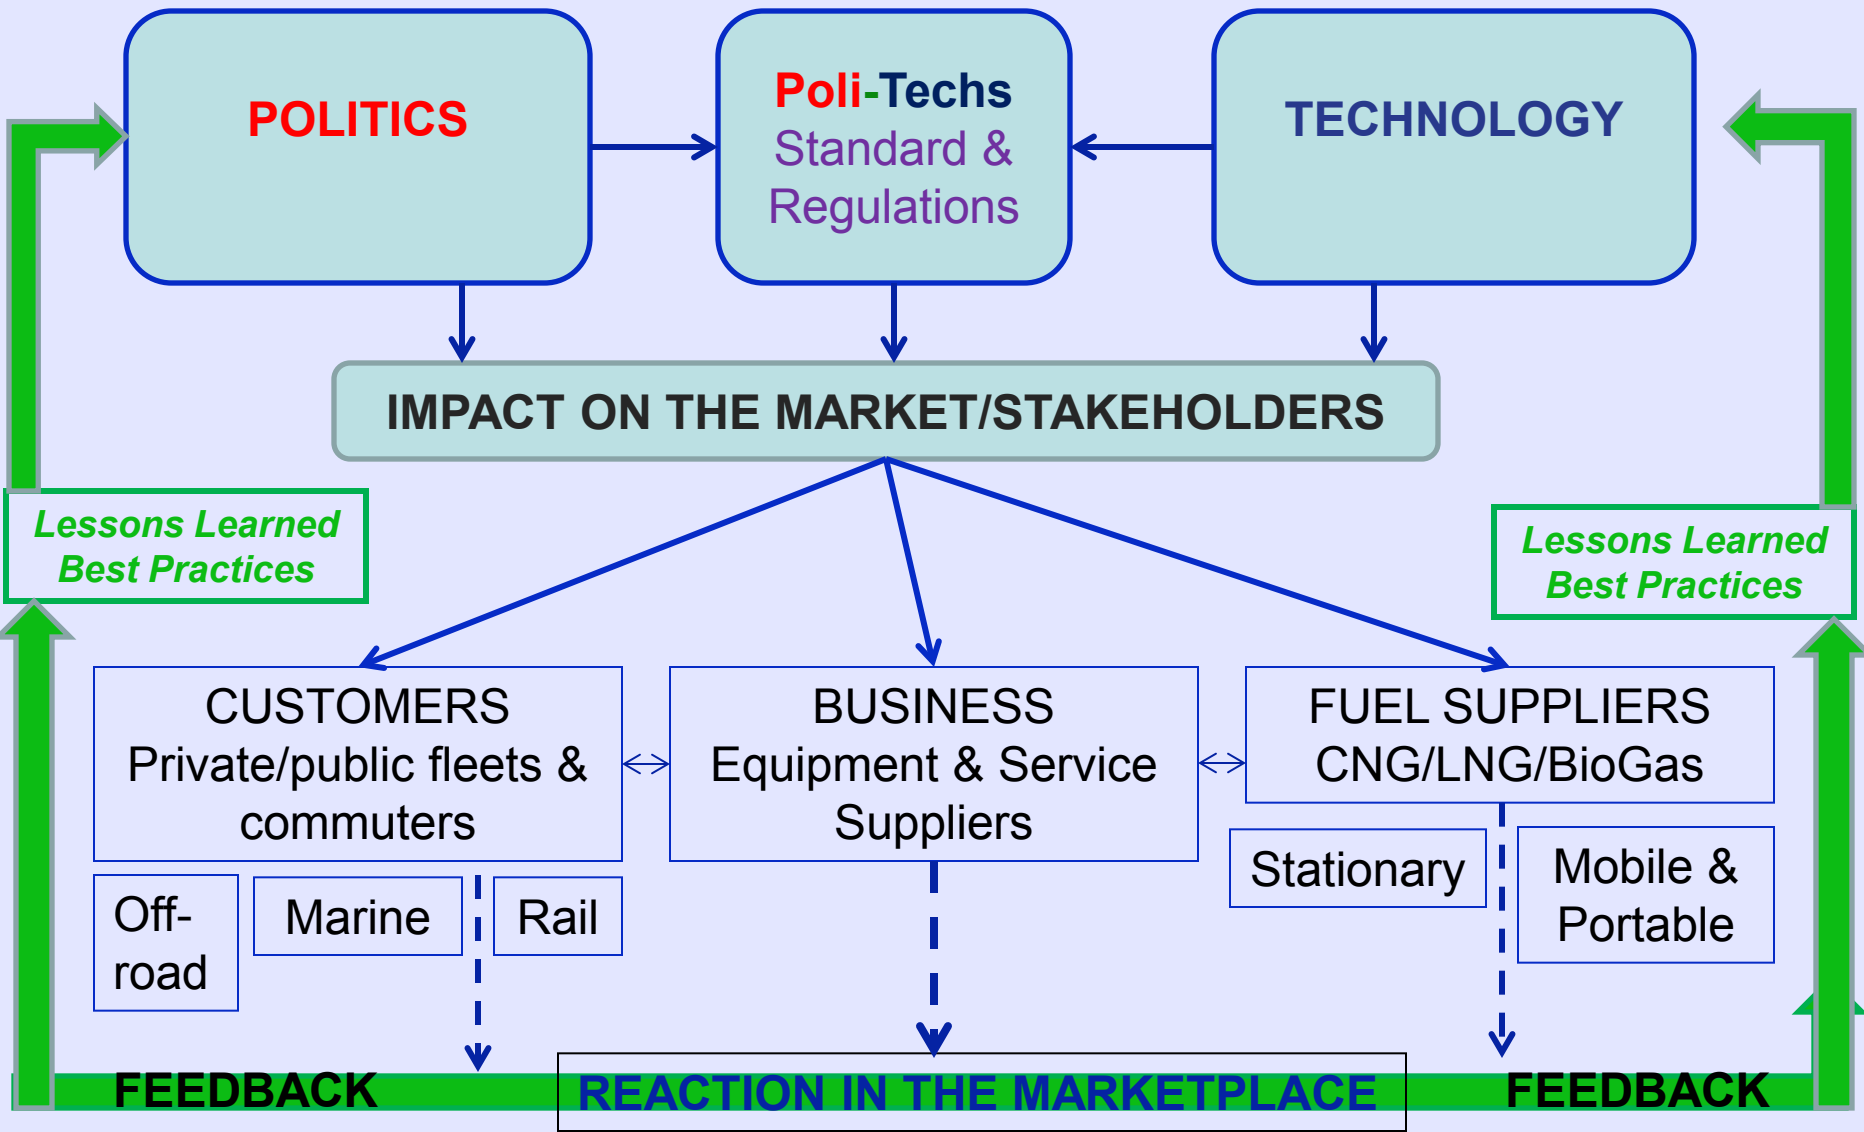 POLITICS
Poli-Techs
Standard &
Regulations
TECHNOLOGY
IMPACT ON THE MARKET/STAKEHOLDERS
Lessons Learned
Best Practices
Lessons Learned
Best Practices
CUSTOMERS
Private/public fleets &
commuters
BUSINESS
Equipment & Service
Suppliers
FUEL SUPPLIERS
CNG/LNG/BioGas
Off-
road
Marine
Rail
Stationary
Mobile &
Portable
FEEDBACK
REACTION IN THE MARKETPLACE
FEEDBACK